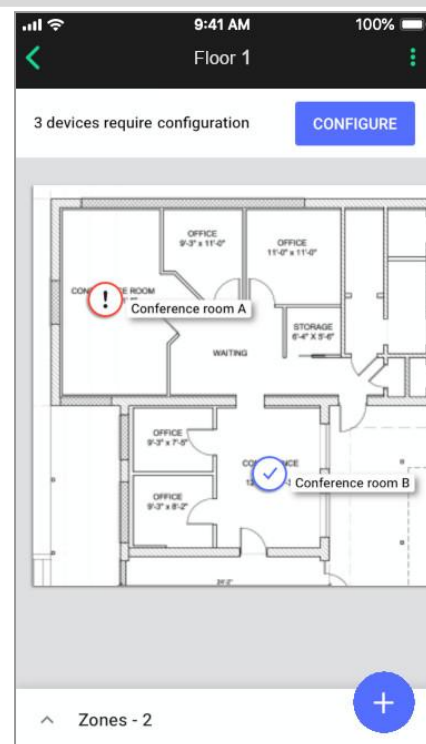 9:41 AM
100%
Floor 1
3 devices require configuration
CONFIGURE
OFFICE
9'-3" x 11'-0"
OFFICE
11'-0" x 11'-0"
ROOM
!
Conference room A
STORAGE
6'-4" X 5'-6"
WAITING
OFFICE
9'-3" x 7'-5"
Conference room B
OFFICE
9'-3" x 8'-2"
Zones - 2
+